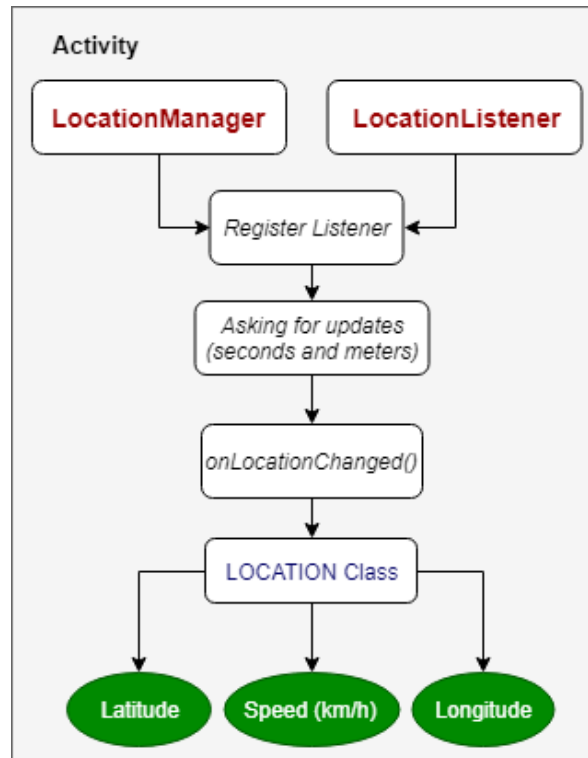 Activity
LocationManager
LocationListener
Register Listener
Asking for updates
(seconds and meters)
onLocationChanged()
LOCATION Class
Latitude
Speed (km/h)
Longitude